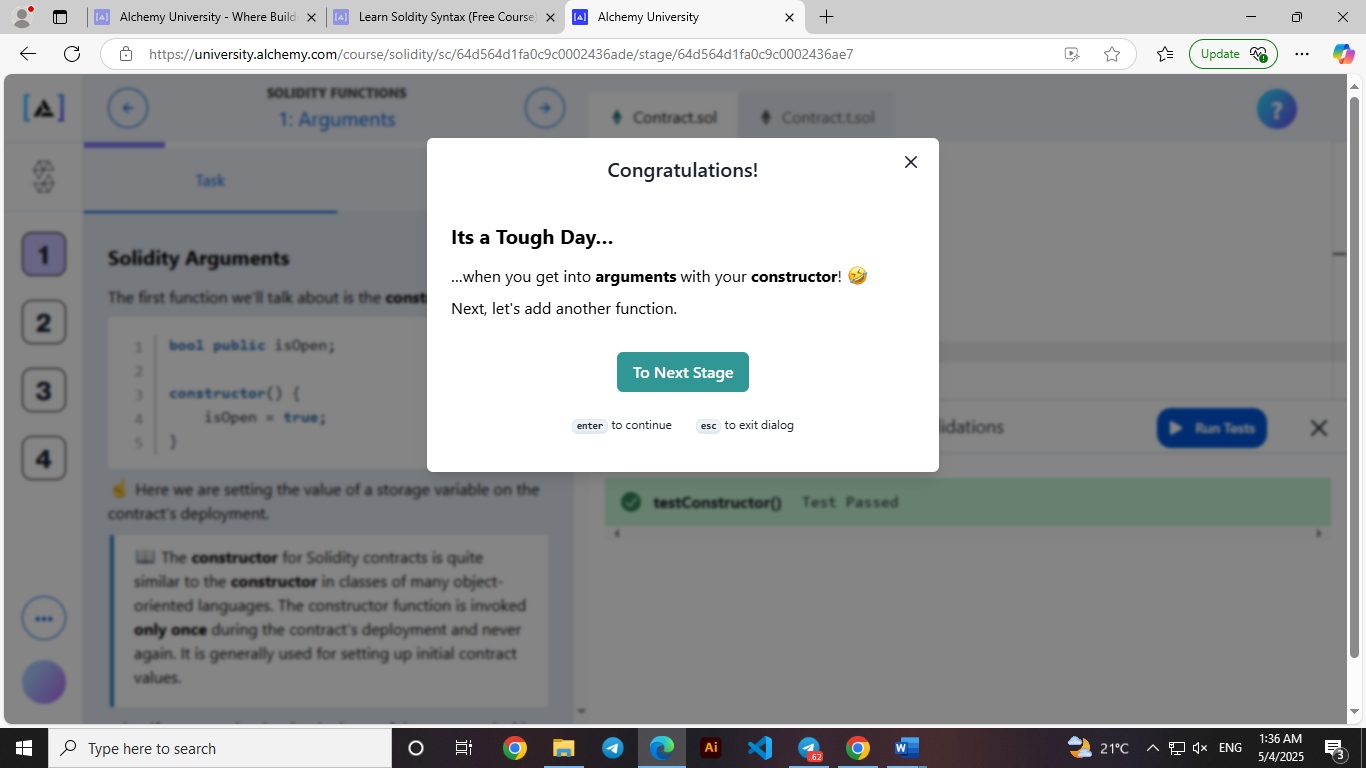 Alchemy University - Where Build
Learn Soldity Syntax (Free Course)
Alchemy University
https://university.alchemy.com/course/solidity/sc/64d564d1fa0c9c0002436ade/stage/64d564d1fa0c9c0002436ae7
Update
SOLIDITY FUNCTIONS
1: Arguments
Contract.sol
Contract.t.sol
?
Task
1
2
3
4
Solidity Arguments
The first function we'll talk about is the
1 bool public isOpen;
2
3 constructor() {
4 isOpen = true;
5 }
☝️ Here we are setting the value of a storage variable on the
contract's deployment.
📖 The constructor for Solidity contracts is quite
similar to the constructor in classes of many object-
oriented languages. The constructor function is invoked
only once during the contract's deployment and never
again. It is generally used for setting up initial contract
values.
Congratulations!
Its a Tough Day...
...when you get into arguments with your constructor! 🤣
Next, let's add another function.
To Next Stage
enter to continue
esc to exit dialog
Run Tests
testConstructor() Test Passed
Type here to search
Ai
.62
21°C
ENG
1:36 AM
5/4/2025
3